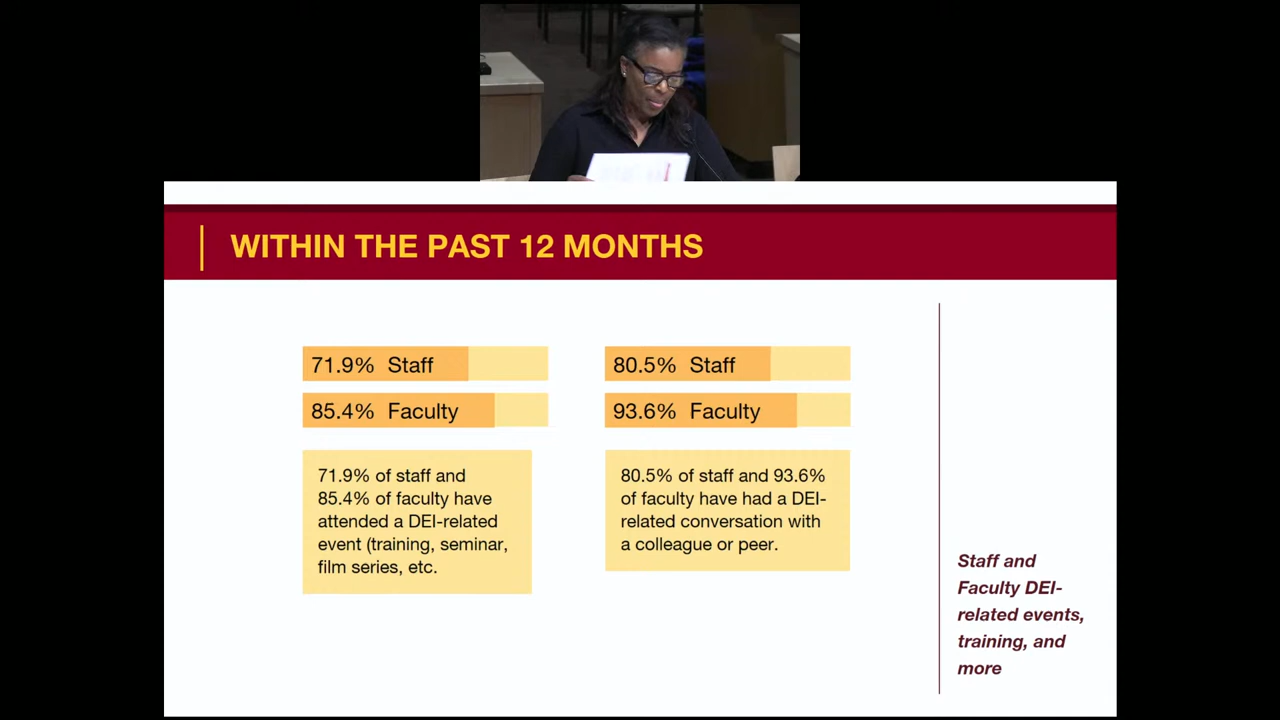 WITHIN THE PAST 12 MONTHS
71.9% Staff
85.4% Faculty
71.9% of staff and
85.4% of faculty have
attended a DEI-related
event (training, seminar,
film series, etc.
80.5% Staff
93.6% Faculty
80.5% of staff and 93.6%
of faculty have had a DEI-
related conversation with
a colleague or peer.
Staff and
Faculty DEI-
related events,
training, and
more